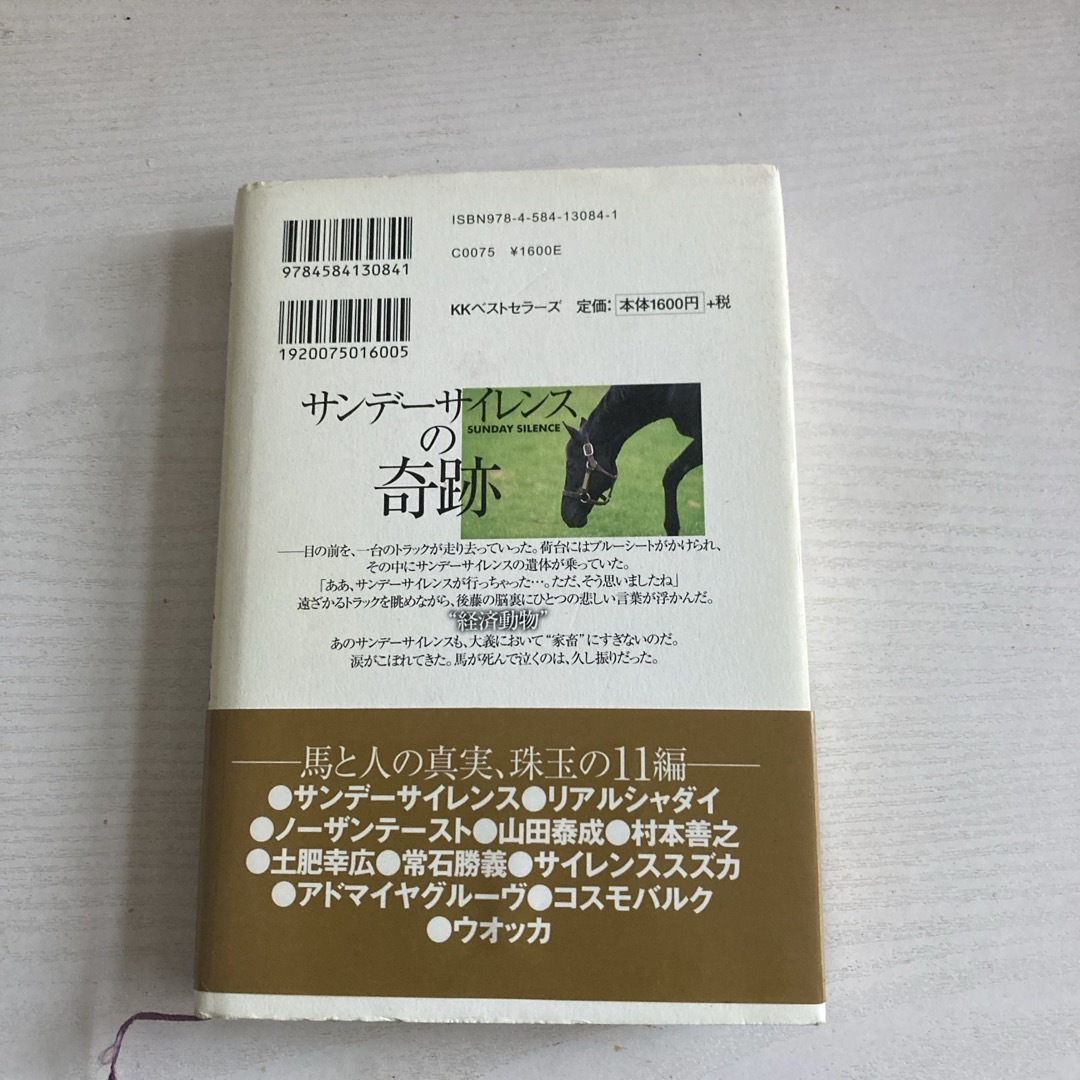 ISBN978-4-584-13084-1
9784584130841
C0075 ¥1600E
KKベストセラーズ 定価：本体1600円+税
1920075016005
サンデーサイレンス
SUNDAY SILENCE
の
奇跡
――目の前を、一台のトラックが走り去っていった。荷台にはブルーシートがかけられ、
その中にサンデーサイレンスの遺体が乗っていた。
「ああ、サンデーサイレンスが行っちゃった…。ただ、そう思いましたね」
遠ざかるトラックを眺めながら、後藤の脳裏にひとつの悲しい言葉が浮かんだ。
“経済動物”
あのサンデーサイレンスも、大義において“家畜”にすぎないのだ。
涙がこぼれてきた。馬が死んで泣くのは、久し振りだった。
――馬と人の真実、珠玉の11編――
●サンデーサイレンス●リアルシャダイ
●ノーザンテースト●山田泰成●村本善之
●土肥幸広●常石勝義●サイレンススズカ
●アドマイヤグルーヴ●コスモバルク
●ウオッカ